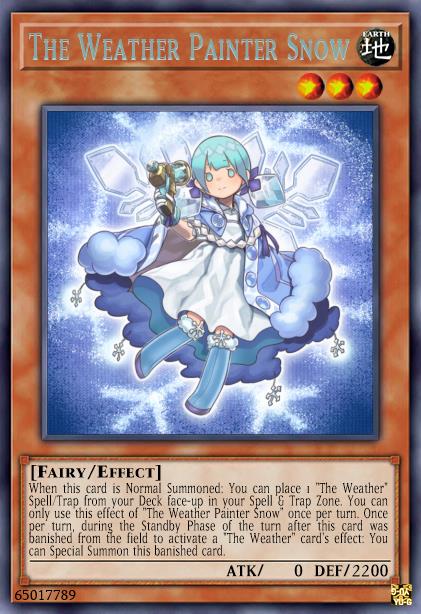 THE WEATHER PAINTER SNOW
EARTH
地
[FAIRY/EFFECT]
When this card is Normal Summoned: You can place 1 "The Weather"
Spell/Trap from your Deck face-up in your Spell & Trap Zone. You can
only use this effect of "The Weather Painter Snow" once per turn. Once
per turn, during the Standby Phase of the turn after this card was
banished from the field to activate a "The Weather" card's effect: You
can Special Summon this banished card.
ATK/ 0 DEF/2200
65017789